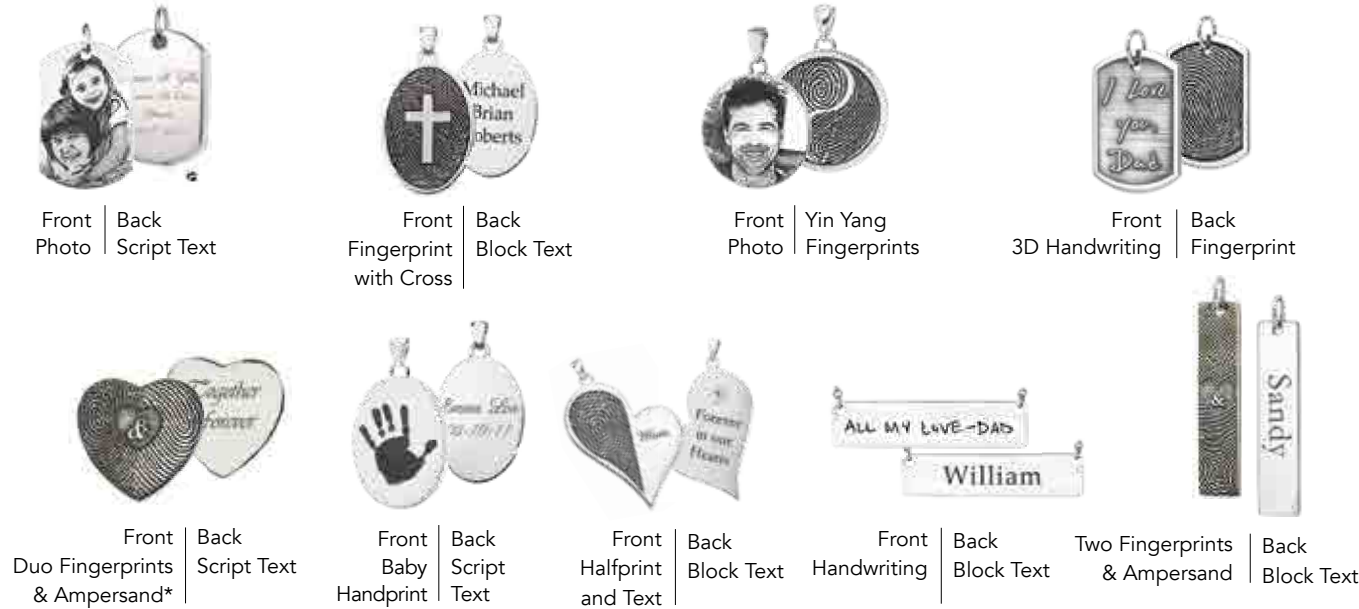 Michael
Brian
I Love
you,
Dad
Front
Photo
Back
Script Text
Front
Fingerprint
with Cross
Back
Block Text
Front
Photo
Yin Yang
Fingerprints
Front
3D Handwriting
Back
Fingerprint
Together
Forever
&
Mom
Forever
in our
Hearts
ALL MY LOVE-DAD
William
&
Sandy
Front
Duo Fingerprints
& Ampersand*
Back
Script Text
Front
Baby
Handprint
Back
Script
Text
Front
Halfprint
and Text
Back
Block Text
Front
Handwriting
Back
Block Text
Two Fingerprints
& Ampersand
Back
Block Text